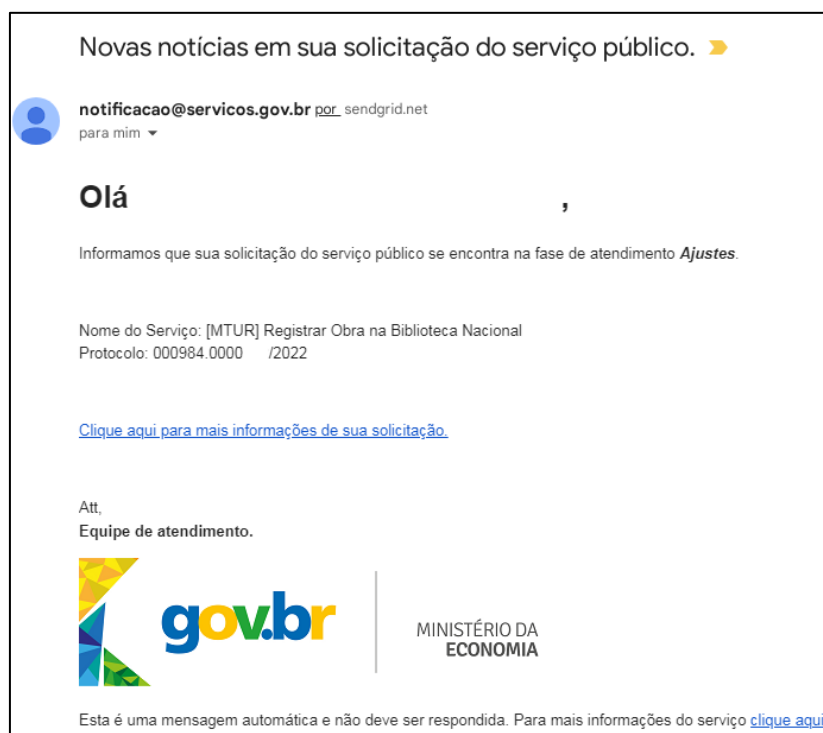 Novas notícias em sua solicitação do serviço público.
notificacao@servicos.gov.br por sendgrid.net
para mim
Olá ,
Informamos que sua solicitação do serviço público se encontra na fase de atendimento Ajustes.
Nome do Serviço: [MTUR] Registrar Obra na Biblioteca Nacional
Protocolo: 000984.0000 /2022
Clique aqui para mais informações de sua solicitação.
Att,
Equipe de atendimento.
gov.br
MINISTÉRIO DA
ECONOMIA
Esta é uma mensagem automática e não deve ser respondida. Para mais informações do serviço clique aqui